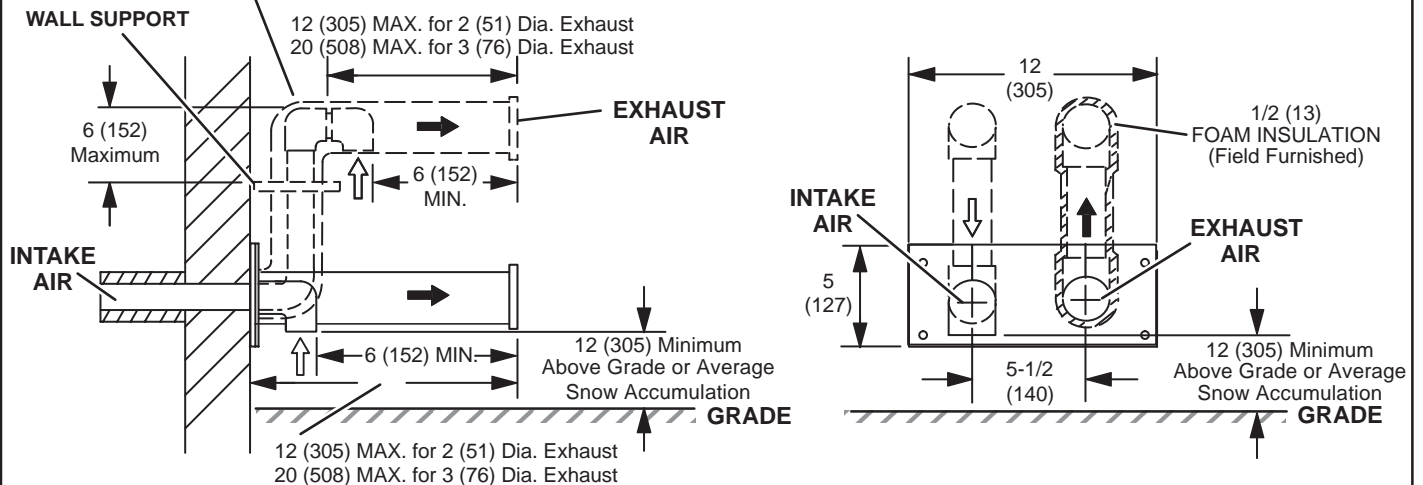 WALL SUPPORT
12 (305) MAX. for 2 (51) Dia. Exhaust
20 (508) MAX. for 3 (76) Dia. Exhaust
6 (152)
Maximum
EXHAUST
AIR
6 (152)
MIN.
INTAKE
AIR
6 (152) MIN.
12 (305) Minimum
Above Grade or Average
Snow Accumulation
GRADE
12 (305) MAX. for 2 (51) Dia. Exhaust
20 (508) MAX. for 3 (76) Dia. Exhaust
12
(305)
1/2 (13)
FOAM INSULATION
(Field Furnished)
INTAKE
AIR
EXHAUST
AIR
5
(127)
5-1/2
(140)
12 (305) Minimum
Above Grade or Average
Snow Accumulation
GRADE